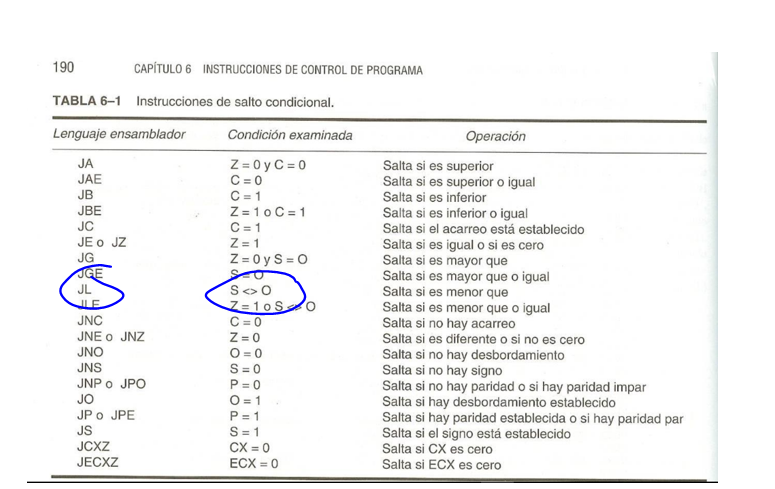 190 CAPÍTULO 6 INSTRUCCIONES DE CONTROL DE PROGRAMA
TABLA 6–1 Instrucciones de salto condicional.
Lenguaje ensamblador Condición examinada Operación
JA Z = 0 y C = 0 Salta si es superior
JAE C = 0 Salta si es superior o igual
JB C = 1 Salta si es inferior
JBE Z = 1 o C = 1 Salta si es inferior o igual
JC C = 1 Salta si el acarreo está establecido
JE o JZ Z = 1 Salta si es igual o si es cero
JG Z = 0 y S = O Salta si es mayor que
JGE S = O Salta si es mayor que o igual
JL S <> O Salta si es menor que
JLE Z = 1 o S <> O Salta si es menor que o igual
JNC C = 0 Salta si no hay acarreo
JNE o JNZ Z = 0 Salta si es diferente o si no es cero
JNO O = 0 Salta si no hay desbordamiento
JNS S = 0 Salta si no hay signo
JNP o JPO P = 0 Salta si no hay paridad o si hay paridad impar
JO O = 1 Salta si hay desbordamiento establecido
JP o JPE P = 1 Salta si hay paridad establecida o si hay paridad par
JS S = 1 Salta si el signo está establecido
JCXZ CX = 0 Salta si CX es cero
JECXZ ECX = 0 Salta si ECX es cero